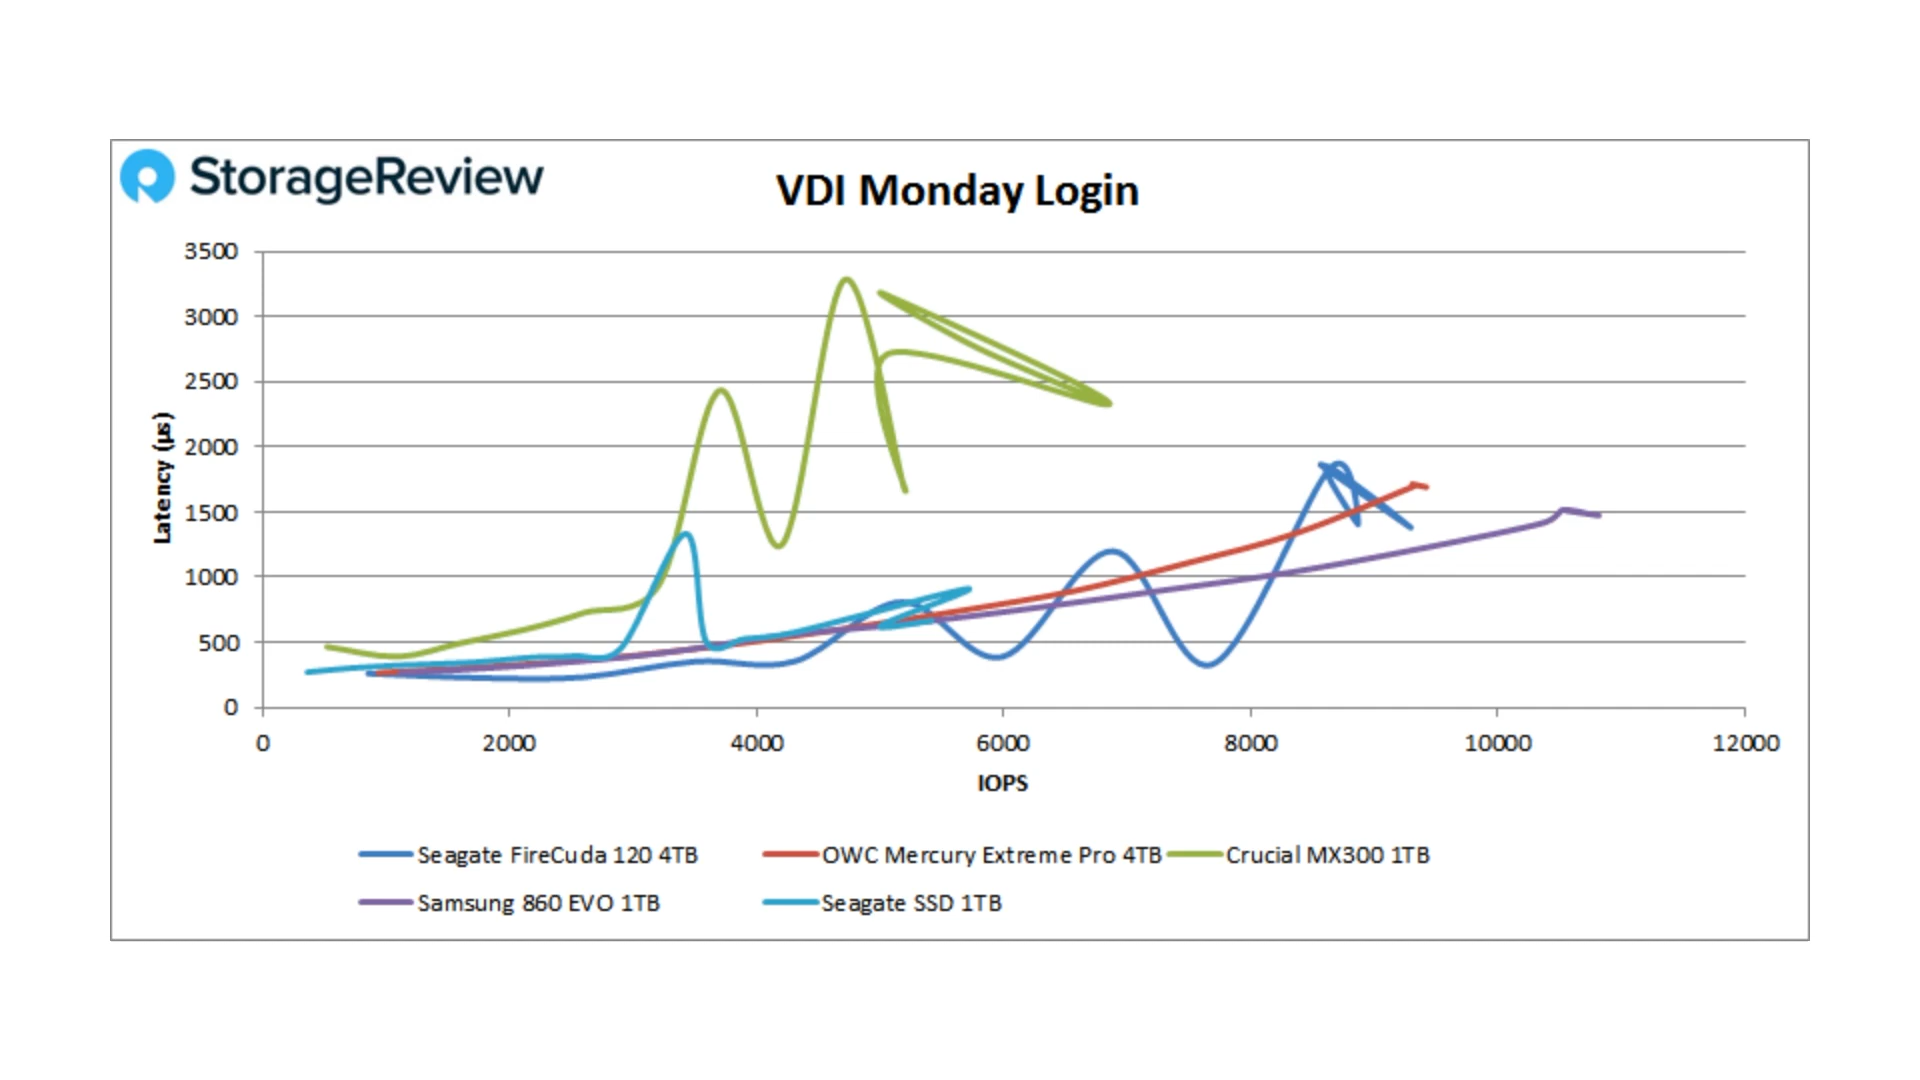 StorageReview
VDI Monday Login
3500
3000
2500
2000
1500
1000
500
0
Latency (µs)
0 2000 4000 6000 8000 10000 12000
IOPS
Seagate FireCuda 120 4TB OWC Mercury Extreme Pro 4TB Crucial MX300 1TB
Samsung 860 EVO 1TB Seagate SSD 1TB